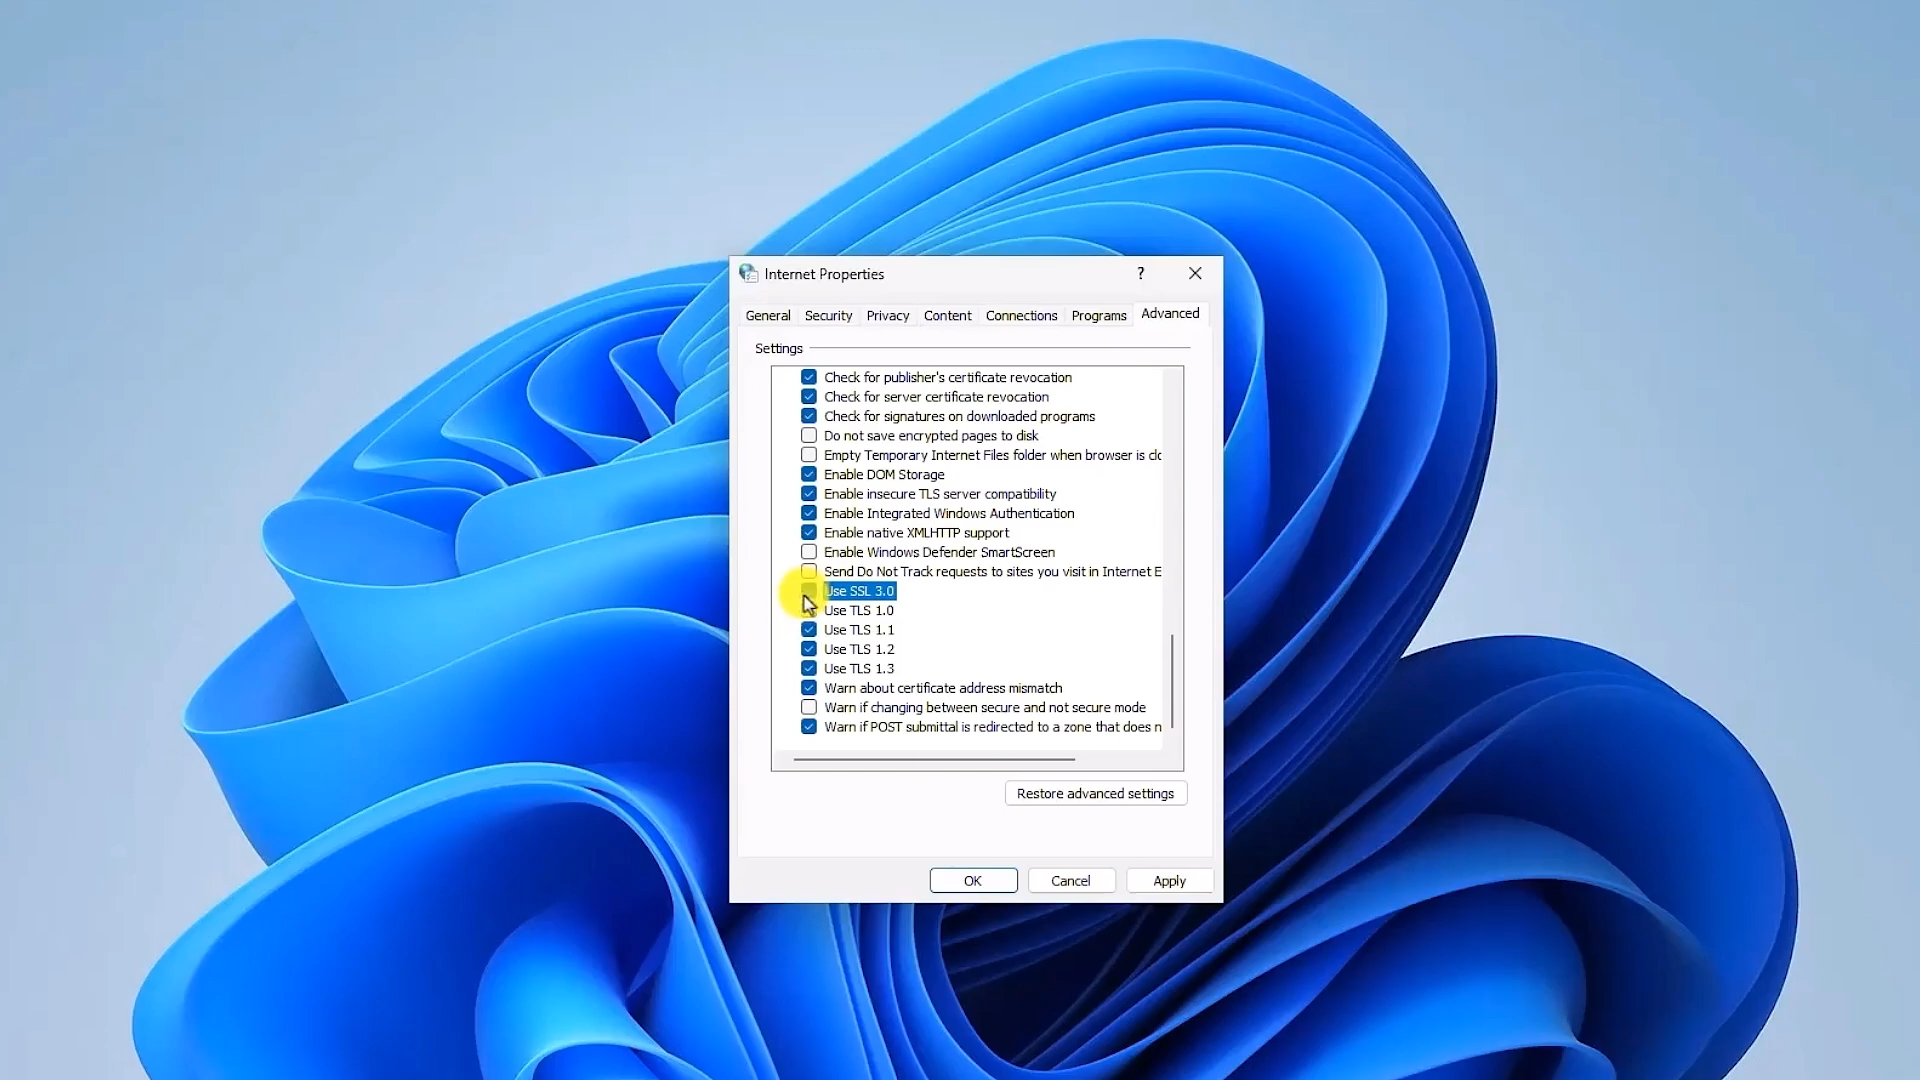 Internet Properties
?
General Security Privacy Content Connections Programs Advanced
Settings
Check for publisher's certificate revocation
Check for server certificate revocation
Check for signatures on downloaded programs
Do not save encrypted pages to disk
Empty Temporary Internet Files folder when browser is clo
Enable DOM Storage
Enable insecure TLS server compatibility
Enable Integrated Windows Authentication
Enable native XMLHTTP support
Enable Windows Defender SmartScreen
Send Do Not Track requests to sites you visit in Internet E
Use SSL 3.0
Use TLS 1.0
Use TLS 1.1
Use TLS 1.2
Use TLS 1.3
Warn about certificate address mismatch
Warn if changing between secure and not secure mode
Warn if POST submittal is redirected to a zone that does n
Restore advanced settings
OK Cancel Apply